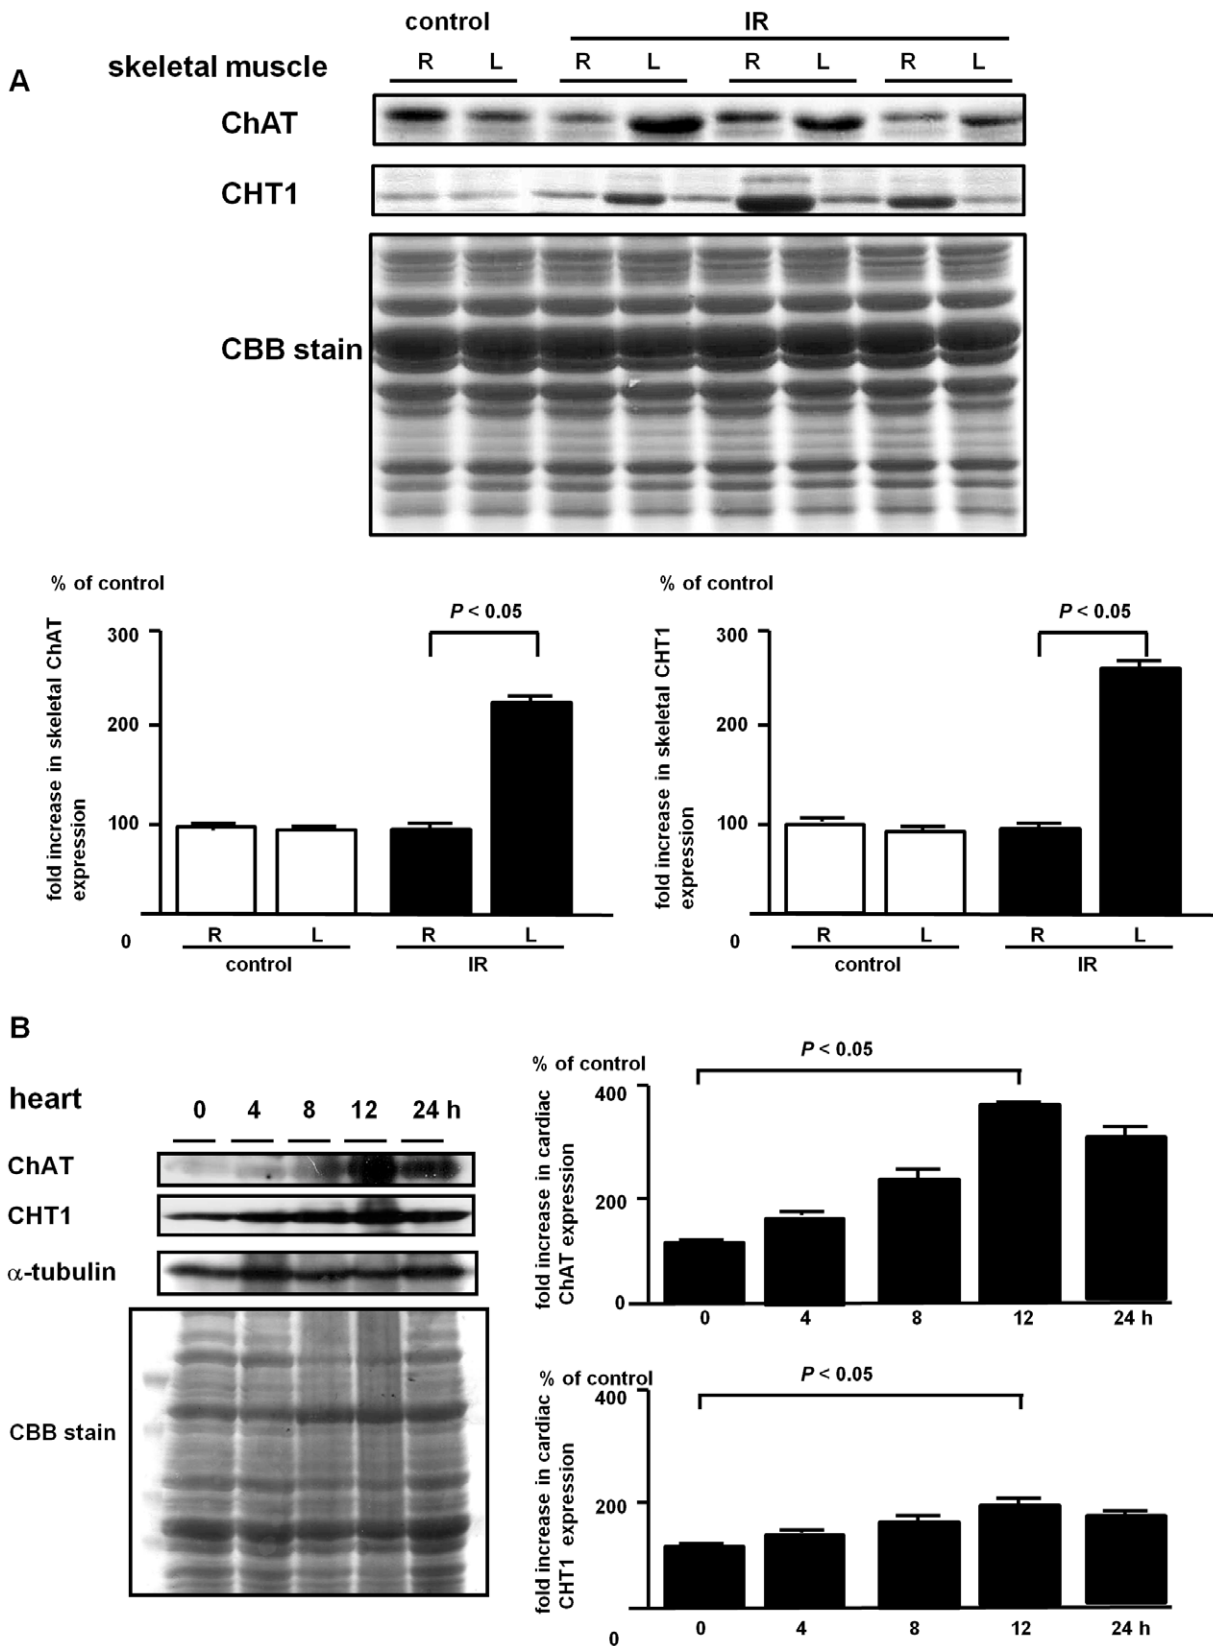 control IR
R L R L R L R L
A
skeletal muscle
ChAT
CHT1
CBB stain
% of control
P < 0.05
300
200
100
0
fold increase in skeletal ChAT
expression
R L R L
control IR
% of control
P < 0.05
300
200
100
0
fold increase in skeletal CHT1
expression
R L R L
control IR
B
heart
0 4 8 12 24 h
ChAT
CHT1
α-tubulin
CBB stain
% of control
P < 0.05
400
200
0
fold increase in cardiac
ChAT expression
0 4 8 12 24 h
% of control
P < 0.05
400
200
0
fold increase in cardiac
CHT1 expression
0 4 8 12 24 h